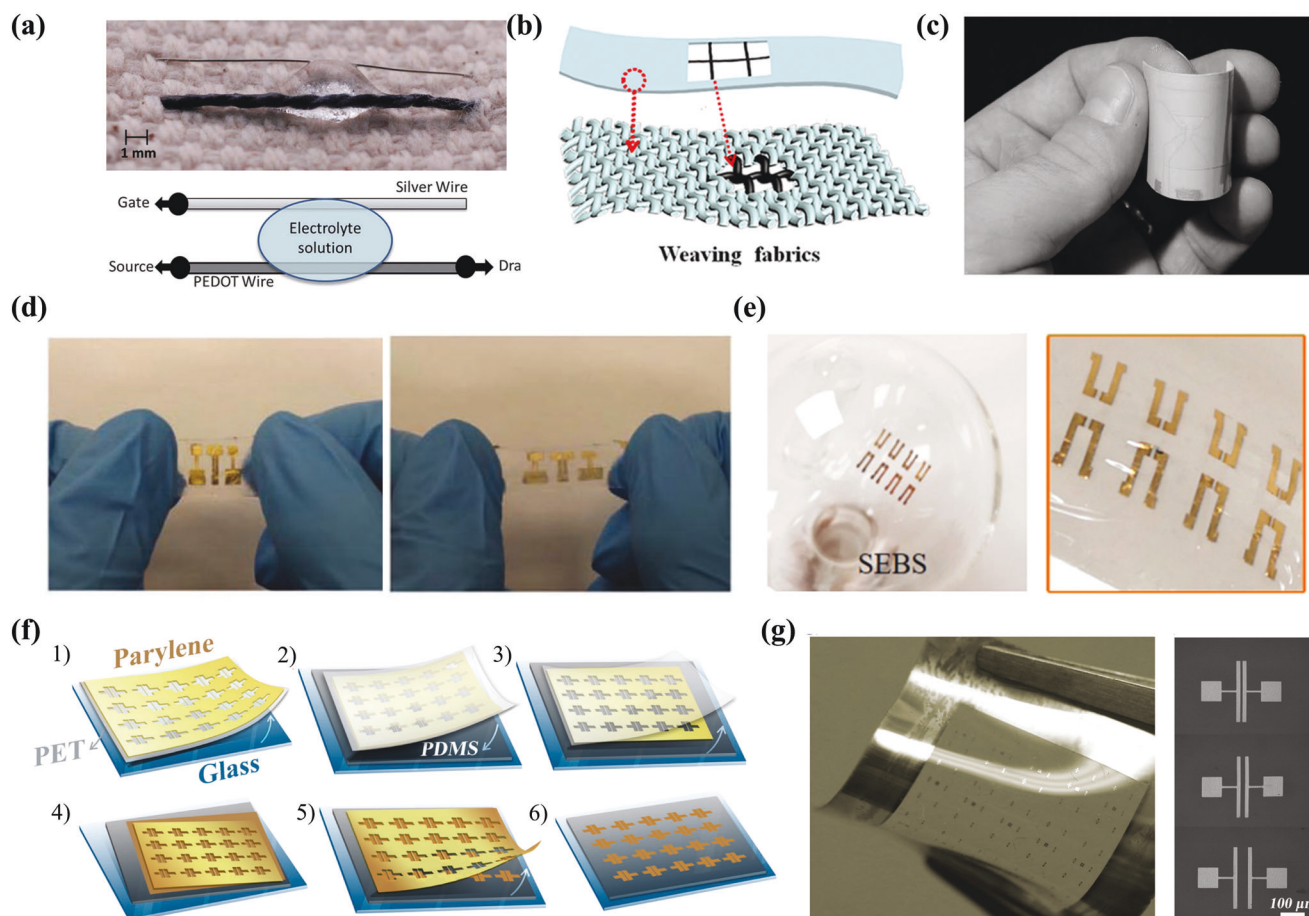 (a)
1 mm
Silver Wire
Gate
Electrolyte
solution
Source
PEDOT Wire
Dra
(b)
Weaving fabrics
(c)
(d)
(e)
SEBS
(f)
1)
Parylene
PET
Glass
2)
PDMS
3)
4)
5)
6)
(g)
100 μm